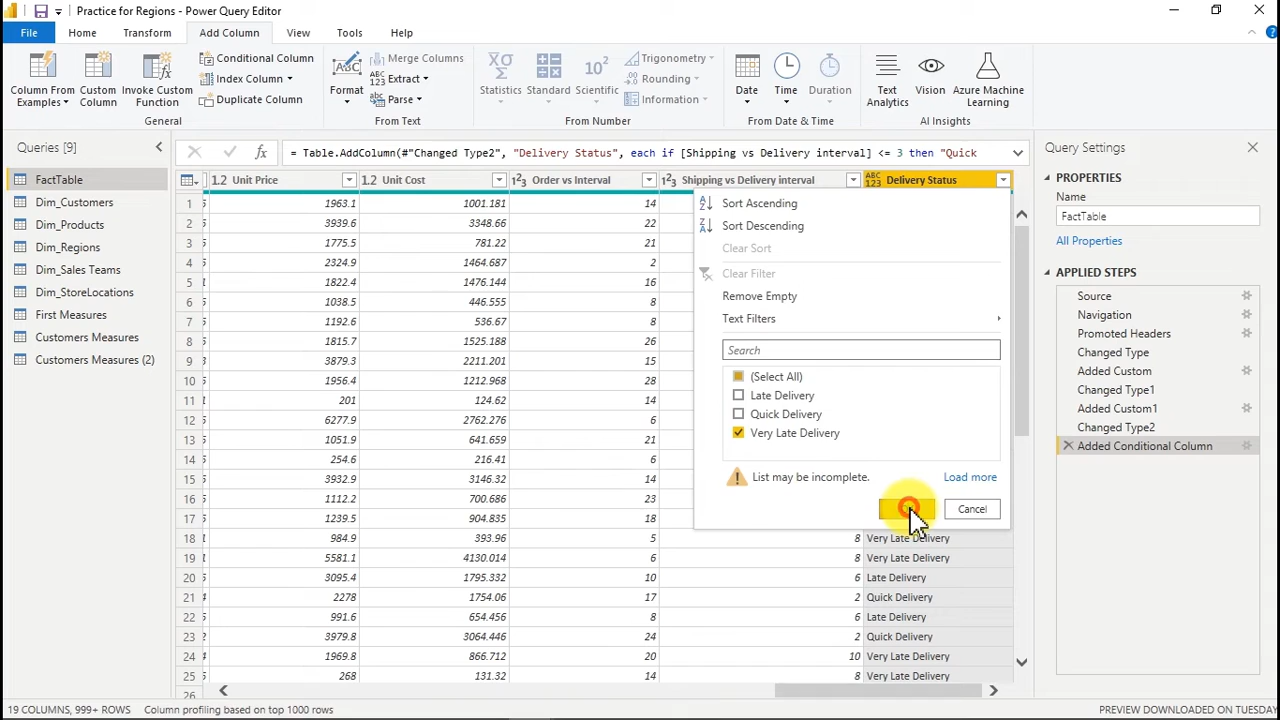 Practice for Regions - Power Query Editor
File Home Transform Add Column View Tools Help
Column From Examples
Custom Column
Invoke Custom Function
Conditional Column
Index Column
Duplicate Column
General
Format
Merge Columns
Extract
Parse
From Text
Statistics
Standard
Scientific
Trigonometry
Rounding
Information
From Number
Date
Time
Duration
From Date & Time
Text Analytics
Vision
Azure Machine Learning
AI Insights
Queries [9]
FactTable
Dim_Customers
Dim_Products
Dim_Regions
Dim_Sales Teams
Dim_StoreLocations
First Measures
Customers Measures
Customers Measures (2)
= Table.AddColumn(#"Changed Type2", "Delivery Status", each if [Shipping vs Delivery interval] <= 3 then "Quick
1.2 Unit Price 1.2 Unit Cost 123 Order vs Interval 123 Shipping vs Delivery interval ABC 123 Delivery Status
1 1963.1 1001.181 14
2 3939.6 3348.66 22
3 1775.5 781.22 21
4 2324.9 1464.687 2
5 1822.4 1476.144 16
6 1038.5 446.555 8
7 1192.6 536.67 8
8 1815.7 1525.188 26
9 3879.3 2211.201 15
10 1956.4 1212.968 28
11 201 124.62 14
12 6277.9 2762.276 6
13 1051.9 641.659 21
14 254.6 216.41 6
15 3932.9 3146.32 14
16 1112.2 700.686 23
17 1239.5 904.835 18
18 984.9 393.96 5 8 Very Late Delivery
19 5581.1 4130.014 6 8 Very Late Delivery
20 3095.4 1795.332 10 6 Late Delivery
21 2278 1754.06 17 2 Quick Delivery
22 991.6 654.456 8 6 Late Delivery
23 3979.8 3064.446 24 2 Quick Delivery
24 1969.8 866.712 20 10 Very Late Delivery
25 268 131.32 14 8 Very Late Delivery
26
Sort Ascending
Sort Descending
Clear Sort
Clear Filter
Remove Empty
Text Filters
Search
(Select All)
Late Delivery
Quick Delivery
Very Late Delivery
List may be incomplete. Load more
Cancel
Query Settings
PROPERTIES
Name
FactTable
All Properties
APPLIED STEPS
Source
Navigation
Promoted Headers
Changed Type
Added Custom
Changed Type1
Added Custom1
Changed Type2
Added Conditional Column
19 COLUMNS, 999+ ROWS Column profiling based on top 1000 rows PREVIEW DOWNLOADED ON TUESDAY